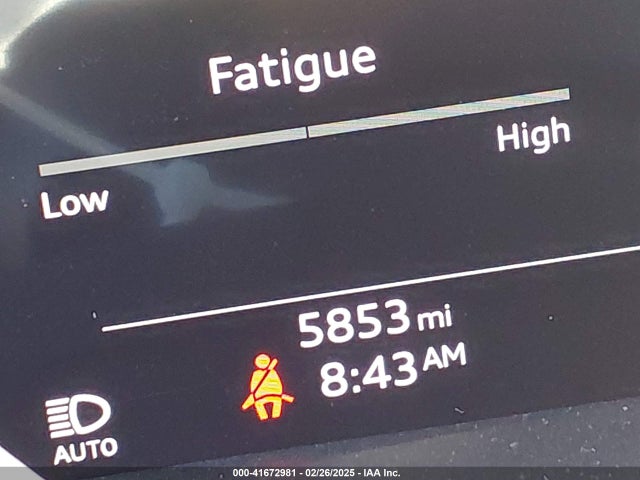 Fatigue
High
Low
5853 mi
8:43 AM
AUTO
000-41672981 - 02/26/2025 - IAA Inc.